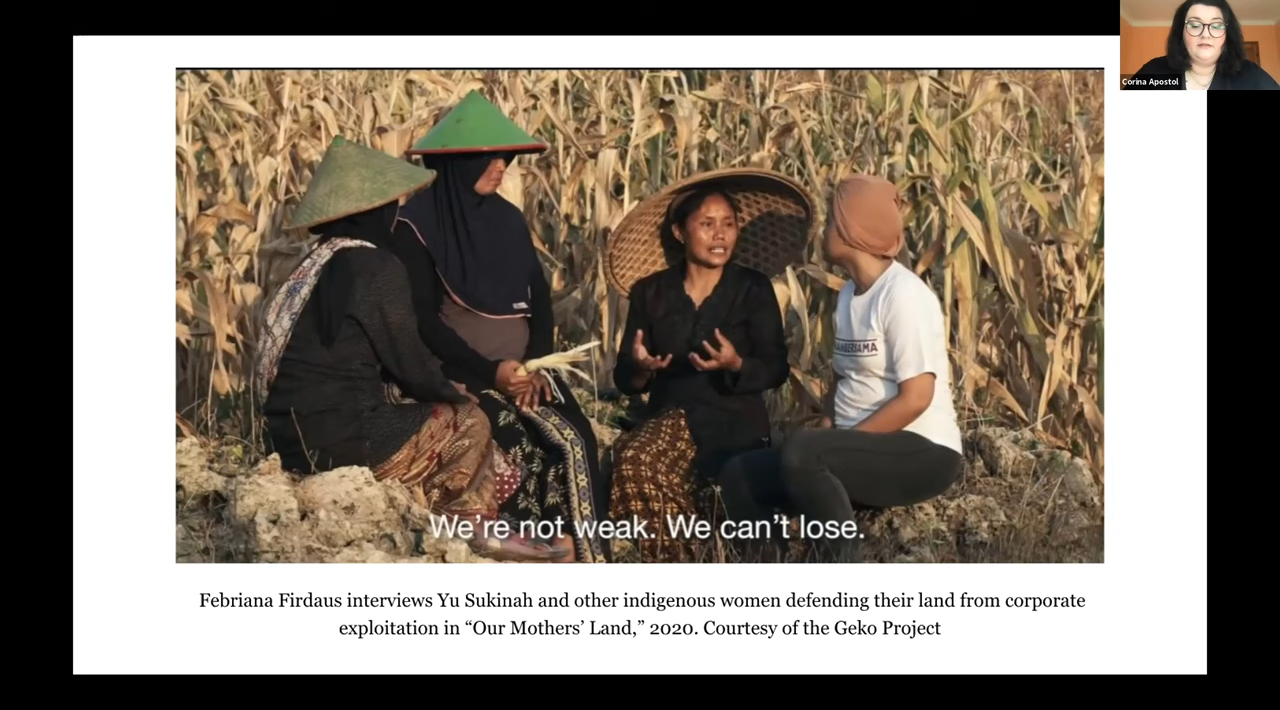 Corina Apostol
We're not weak. We can't lose.
Febriana Firdaus interviews Yu Sukinah and other indigenous women defending their land from corporate
exploitation in “Our Mothers’ Land,” 2020. Courtesy of the Geko Project